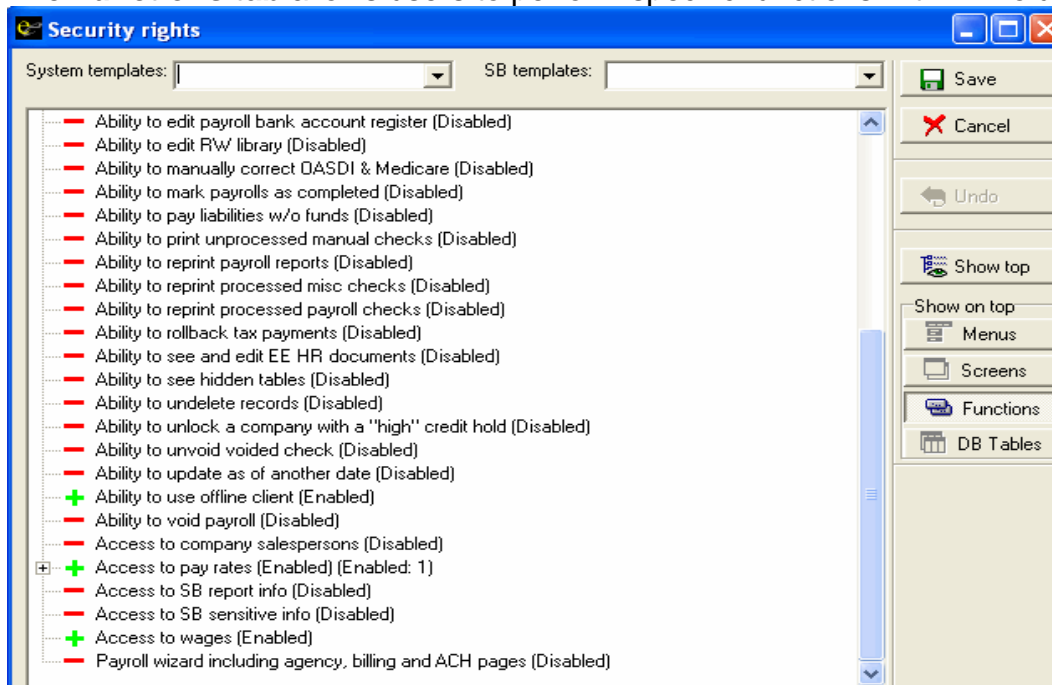 Security rights
System templates:
SB templates:
Save
Cancel
Undo
Show top
Show on top
Menus
Screens
Functions
DB Tables
Ability to edit payroll bank account register (Disabled)
Ability to edit RW library (Disabled)
Ability to manually correct OASDI & Medicare (Disabled)
Ability to mark payrolls as completed (Disabled)
Ability to pay liabilities w/o funds (Disabled)
Ability to print unprocessed manual checks (Disabled)
Ability to reprint payroll reports (Disabled)
Ability to reprint processed misc checks (Disabled)
Ability to reprint processed payroll checks (Disabled)
Ability to rollback tax payments (Disabled)
Ability to see and edit EE HR documents (Disabled)
Ability to see hidden tables (Disabled)
Ability to undelete records (Disabled)
Ability to unlock a company with a "high" credit hold (Disabled)
Ability to unvoid voided check (Disabled)
Ability to update as of another date (Disabled)
Ability to use offline client (Enabled)
Ability to void payroll (Disabled)
Access to company salespersons (Disabled)
Access to pay rates (Enabled) (Enabled: 1)
Access to SB report info (Disabled)
Access to SB sensitive info (Disabled)
Access to wages (Enabled)
Payroll wizard including agency, billing and ACH pages (Disabled)